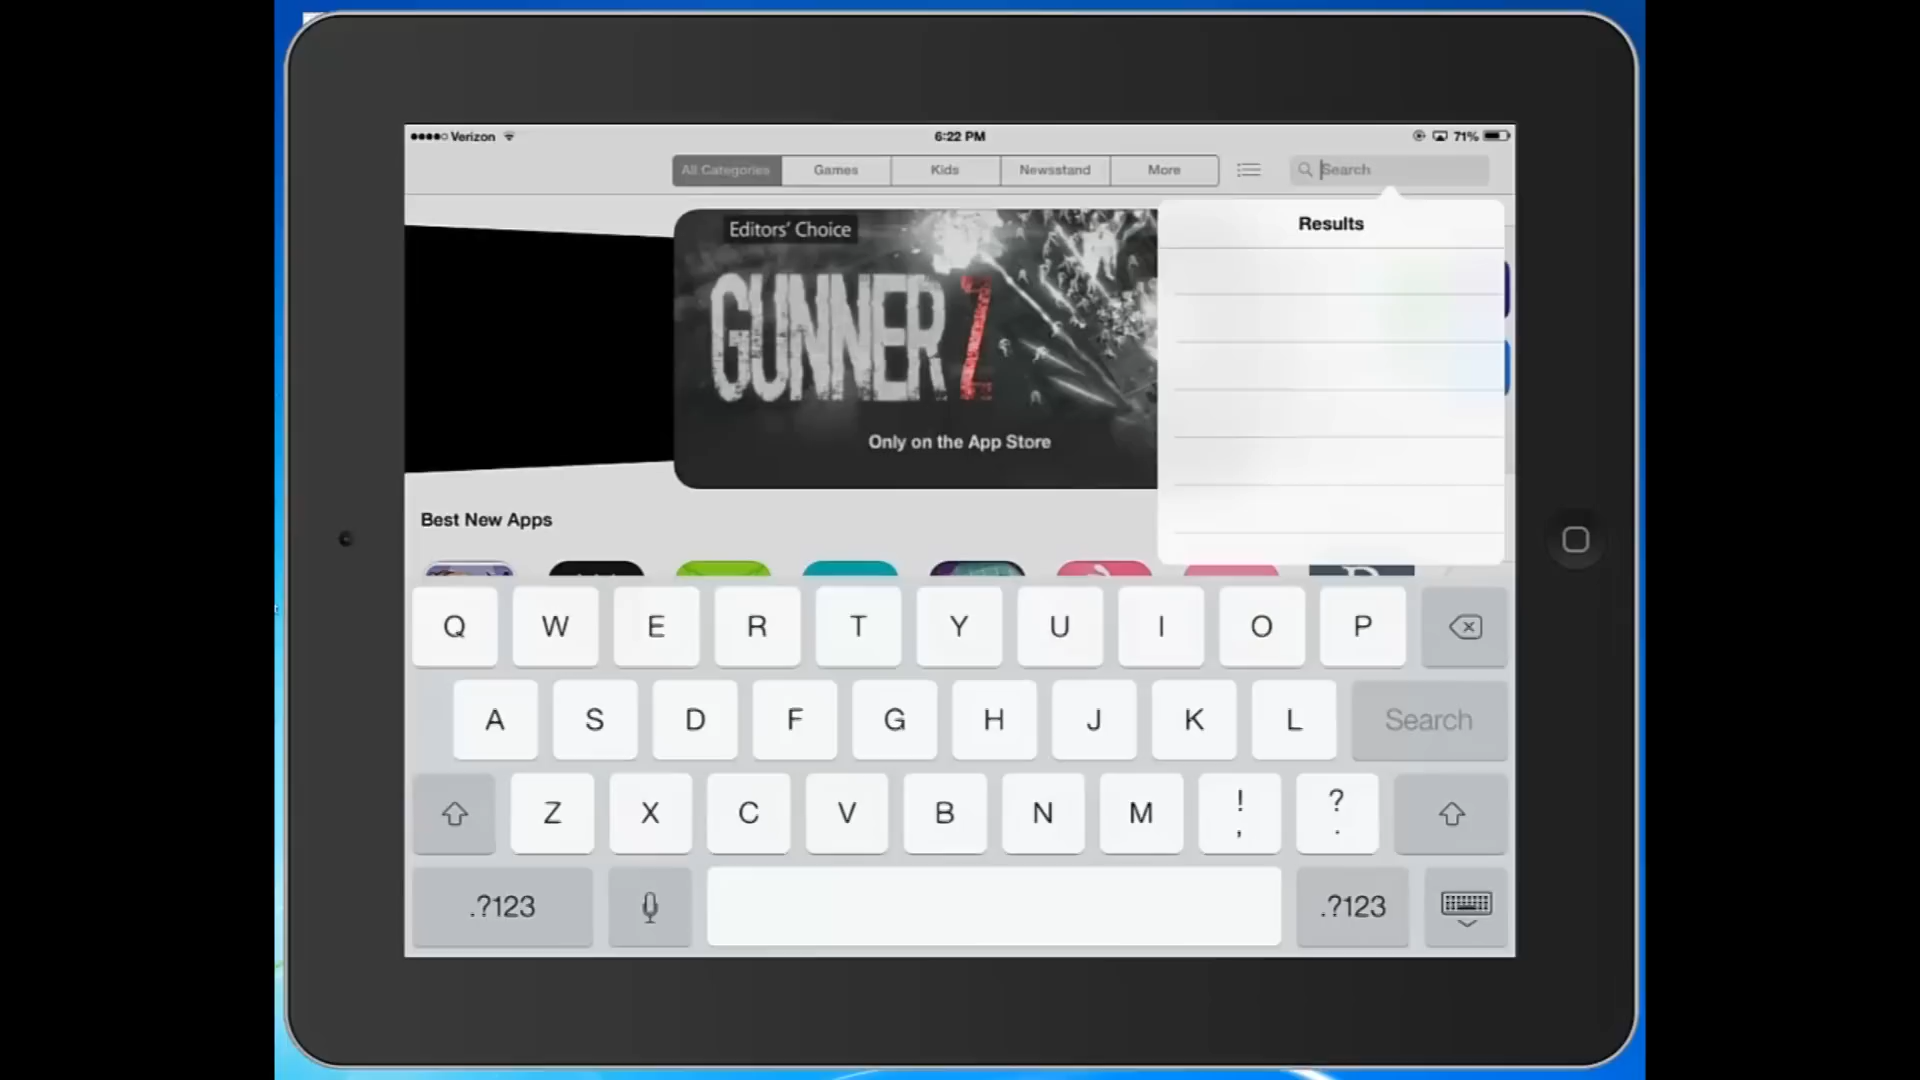 Verizon 6:22 PM 71%
All Categories Games Kids Newsstand More Search
Results
Editors' Choice
GUNNER Z
Only on the App Store
Best New Apps
Q W E R T Y U I O P
A S D F G H J K L Search
Z X C V B N M ! , ? .
.?123 .?123